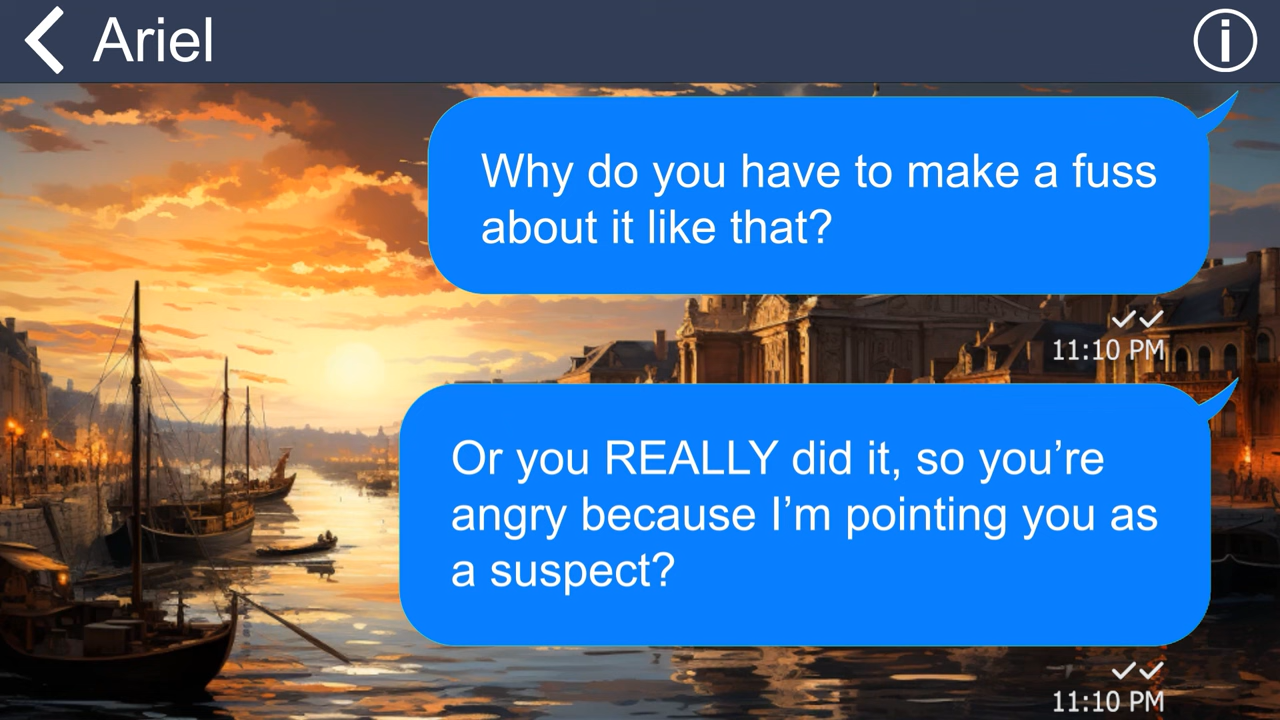 Ariel
Why do you have to make a fuss
about it like that?
11:10 PM
Or you REALLY did it, so you’re
angry because I’m pointing you as
a suspect?
11:10 PM